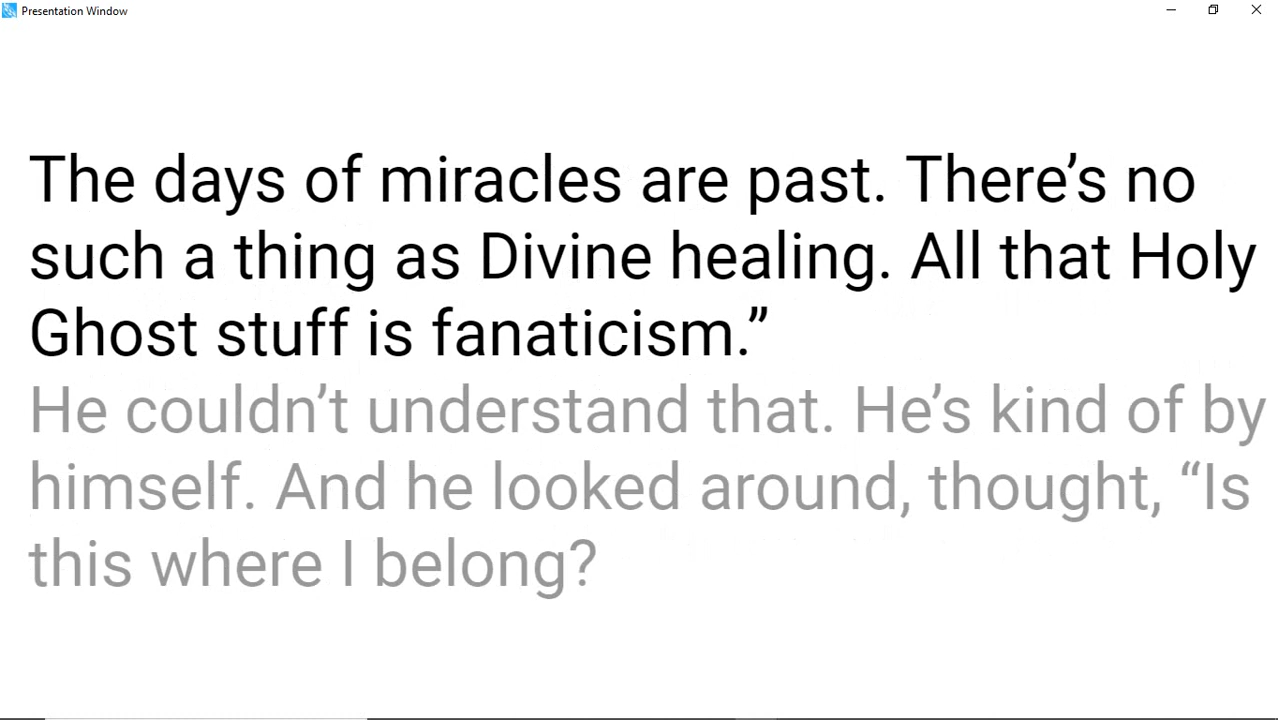 Presentation Window
The days of miracles are past. There’s no
such a thing as Divine healing. All that Holy
Ghost stuff is fanaticism.”
He couldn’t understand that. He’s kind of by
himself. And he looked around, thought, “Is
this where I belong?